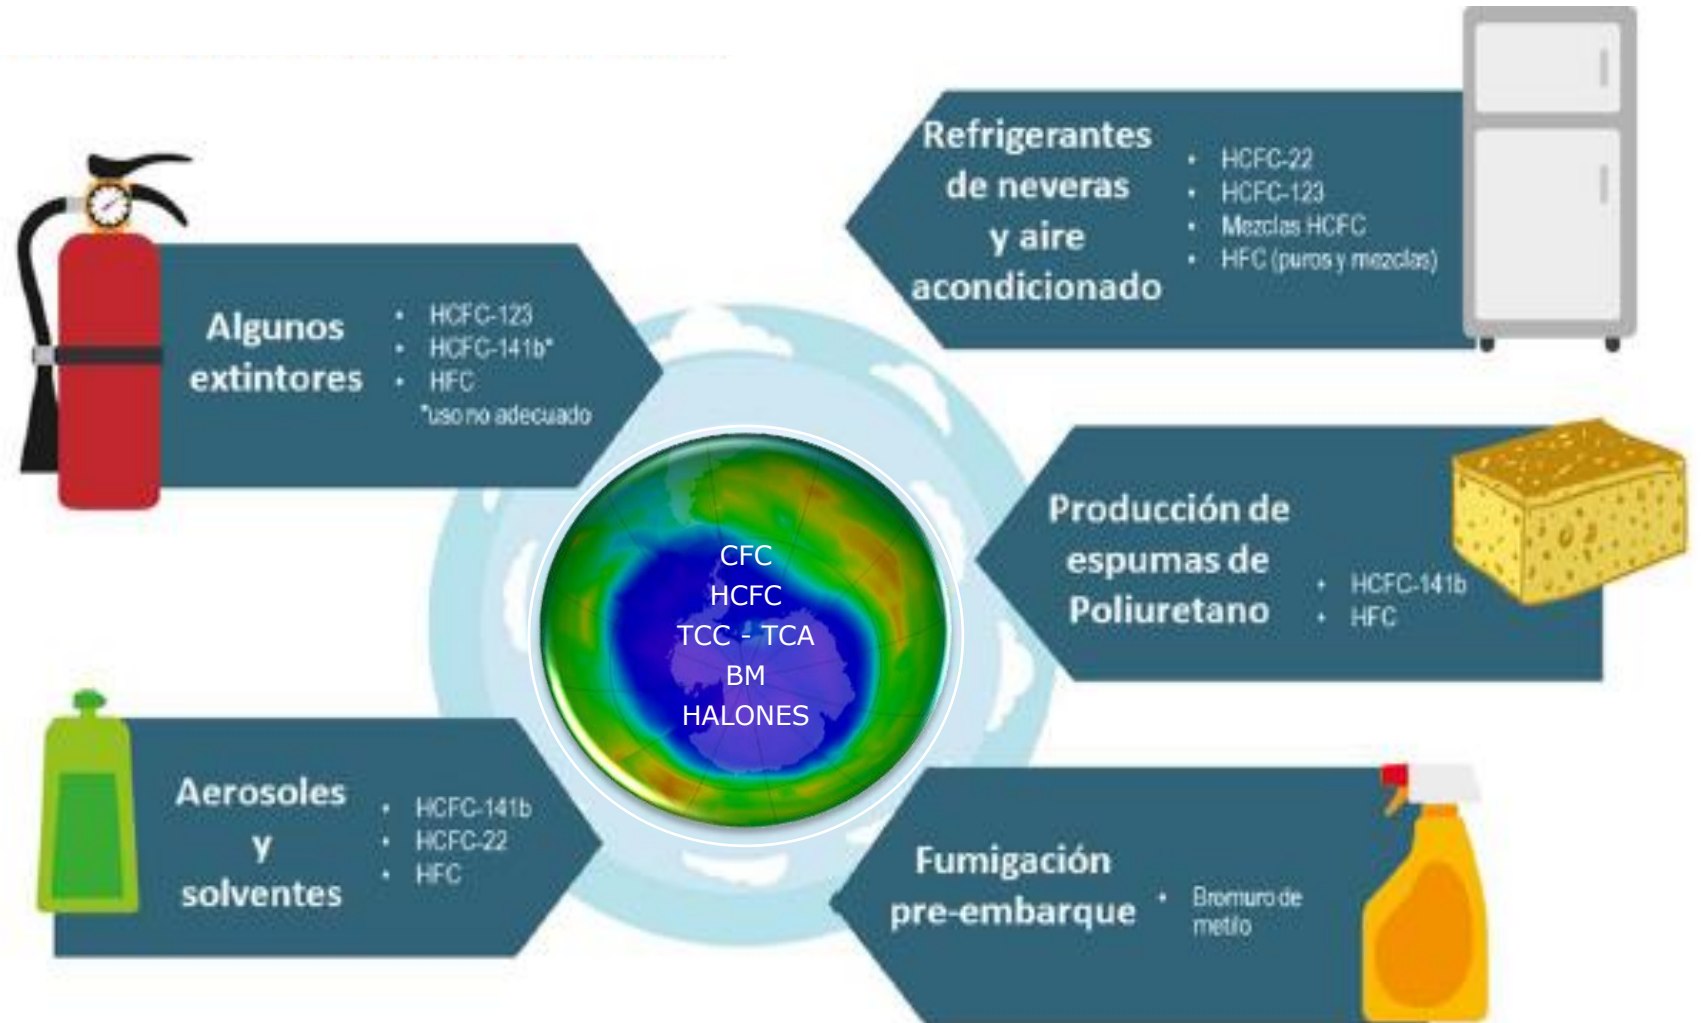 Refrigerantes
de neveras
y aire
acondicionado
• HCFC-22
• HCFC-123
• Mezclas HCFC
• HFC (puros y mezclas)
Algunos
extintores
• HCFC-123
• HCFC-141b*
• HFC
*uso no adecuado
CFC
HCFC
TCC - TCA
BM
HALONES
Producción de
espumas de
Poliuretano
• HCFC-141b
• HFC
Aerosoles
y
solventes
• HCFC-141b
• HCFC-22
• HFC
Fumigación
pre-embarque
• Bromuro de
metilo